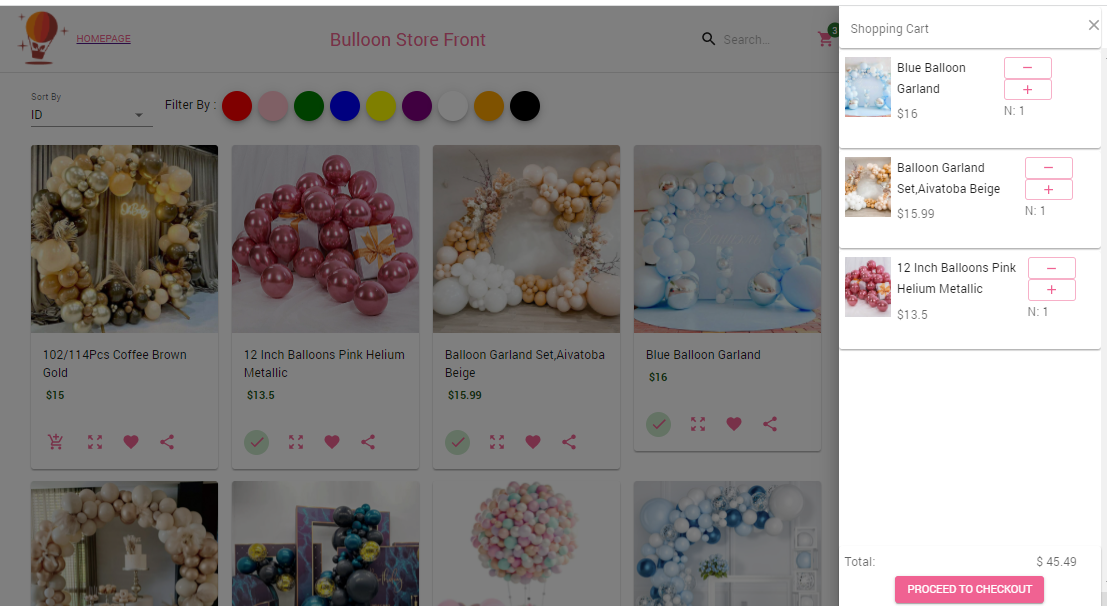 HOMEPAGE
Bulloon Store Front
Search...
3
Sort By
ID
Filter By :
102/114Pcs Coffee Brown
Gold
$15
12 Inch Balloons Pink Helium
Metallic
$13.5
Balloon Garland Set,Aivatoba
Beige
$15.99
Blue Balloon Garland
$16
Shopping Cart
Blue Balloon
Garland
$16
N: 1
Balloon Garland
Set,Aivatoba Beige
$15.99
N: 1
12 Inch Balloons Pink
Helium Metallic
$13.5
N: 1
Total:
$ 45.49
PROCEED TO CHECKOUT